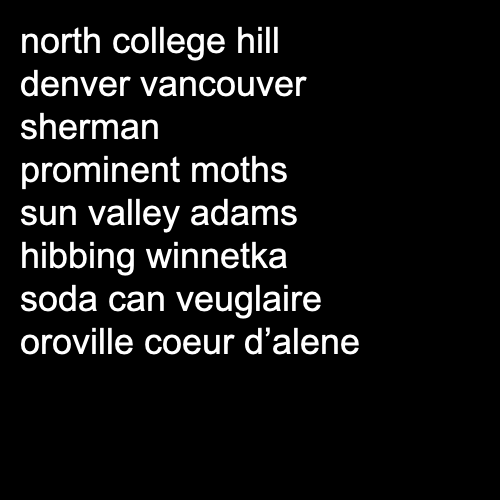 north college hill
denver vancouver
sherman
prominent moths
sun valley adams
hibbing winnetka
soda can veuglaire
oroville coeur d’alene